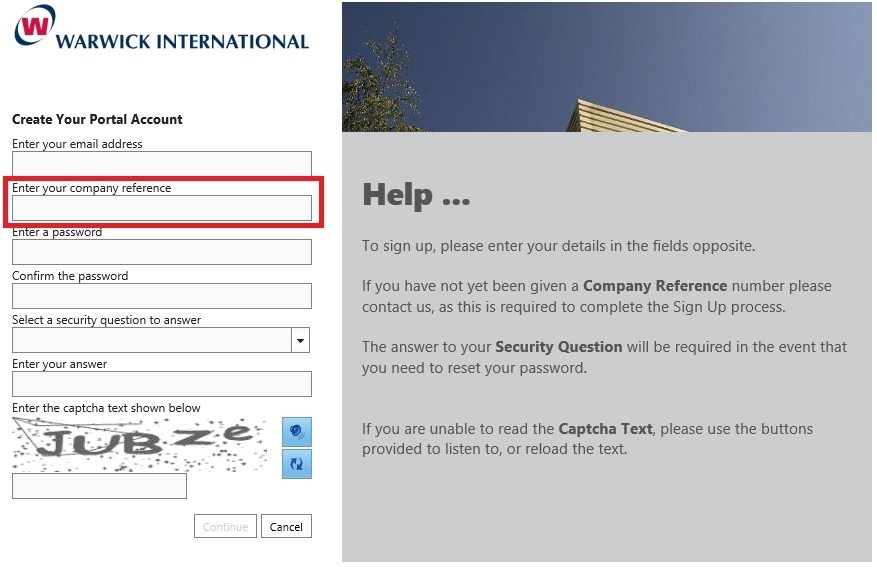 W
WARWICK INTERNATIONAL
Create Your Portal Account
Enter your email address
Enter your company reference
Enter a password
Confirm the password
Select a security question to answer
Enter your answer
Enter the captcha text shown below
JUBZe
Continue
Cancel
Help ...
To sign up, please enter your details in the fields opposite.
If you have not yet been given a Company Reference number please
contact us, as this is required to complete the Sign Up process.
The answer to your Security Question will be required in the event that
you need to reset your password.
If you are unable to read the Captcha Text, please use the buttons
provided to listen to, or reload the text.